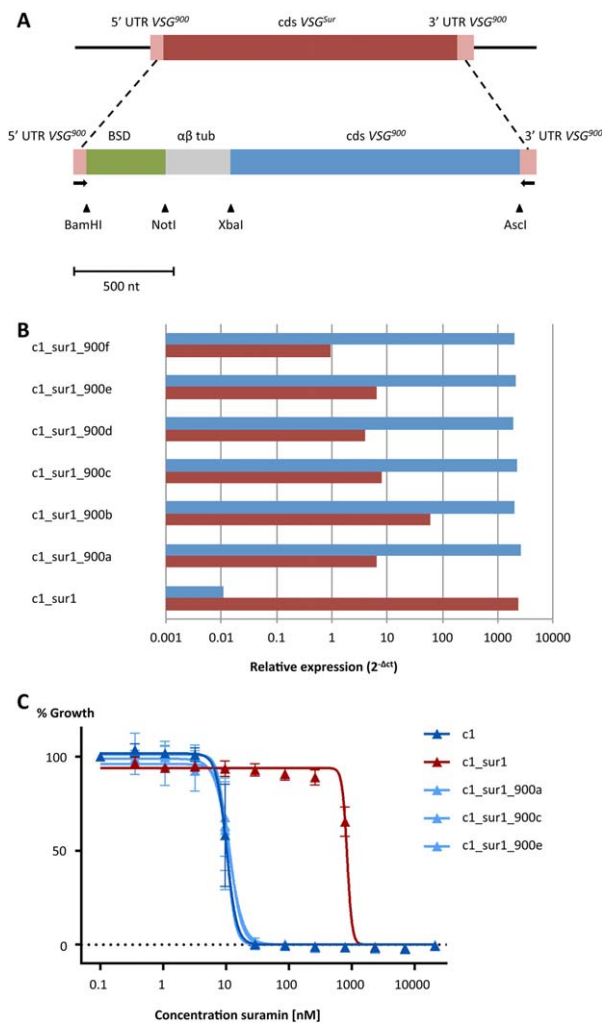 A
5′ UTR VSG900 cds VSGSur 3′ UTR VSG900
5′ UTR VSG900 BSD αβ tub cds VSG900 3′ UTR VSG900
BamHI NotI XbaI AscI
500 nt
B
c1_sur1_900f
c1_sur1_900e
c1_sur1_900d
c1_sur1_900c
c1_sur1_900b
c1_sur1_900a
c1_sur1
0.001 0.01 0.1 1 10 100 1000 10000
Relative expression (2-Δct)
C
% Growth
100
50
0
0.1 1 10 100 1000 10000
Concentration suramin [nM]
c1
c1_sur1
c1_sur1_900a
c1_sur1_900c
c1_sur1_900e